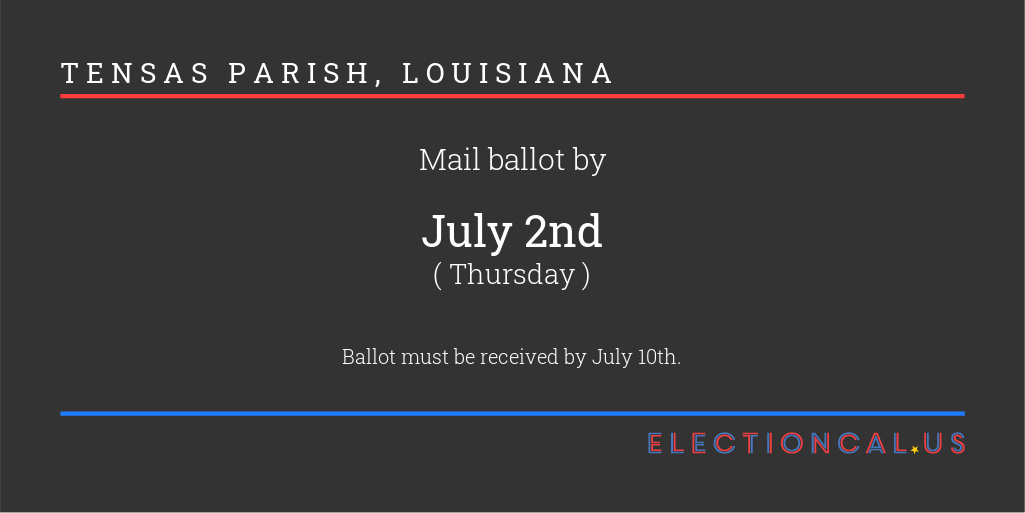 TENSAS PARISH, LOUISIANA
Mail ballot by
July 2nd
( Thursday )
Ballot must be received by July 10th.
ELECTIONCAL.US